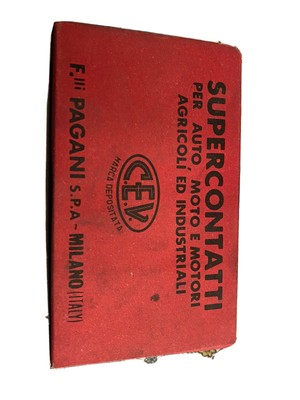 SUPERCONTATTI
PER AUTO, MOTO E MOTORI
AGRICOLI ED INDUSTRIALI
CEV
MARCA DEPOSITATA
F.lli PAGANI S.P.A - MILANO (ITALY)